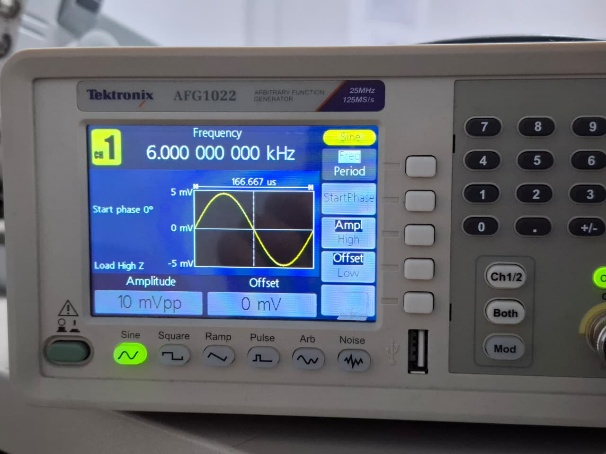 Tektronix AFG1022 ARBITRARY FUNCTION GENERATOR 25MHz 125MS/s
CH 1
Frequency
6.000 000 000 kHz
Sine
Freq
Period
StartPhase
Ampl
High
Offset
Low
166.667 us
5 mV
0 mV
-5 mV
Start phase 0°
Load High Z
Amplitude
10 mVpp
Offset
0 mV
Sine Square Ramp Pulse Arb Noise
7 8 9
4 5 6
1 2 3
0 . +/-
Ch1/2
Both
Mod